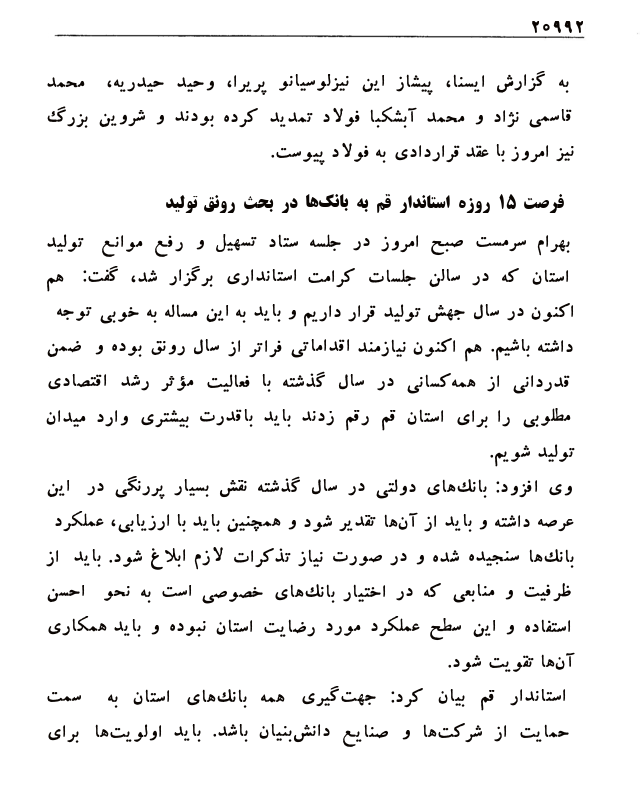 ۲۰۹۹۲
به گزارش ایسنا، پیشاز این نیزلوسیانو پریرا، وحید حیدریه، محمد
قاسمی نژاد و محمد آبشکبا فولاد تمدید کرده بودند و شروین بزرگ
نیز امروز با عقد قراردادی به فولاد پیوست.
فرصت ۱۵ روزه استاندار قم به بانک‌ها در بحث رونق تولید
بهرام سرمست صبح امروز در جلسه ستاد تسهیل و رفع موانع تولید
استان که در سالن جلسات کرامت استانداری برگزار شد، گفت: هم
اکنون در سال جهش تولید قرار داریم و باید به این مساله به خوبی توجه
داشته باشیم. هم اکنون نیازمند اقداماتی فراتر از سال رونق بوده و ضمن
قدردانی از همه‌کسانی در سال گذشته با فعالیت مؤثر رشد اقتصادی
مطلوبی را برای استان قم رقم زدند باید باقدرت بیشتری وارد میدان
تولید شویم.
وی افزود: بانک‌های دولتی در سال گذشته نقش بسیار پررنگی در این
عرصه داشته و باید از آن‌ها تقدیر شود و همچنین باید با ارزیابی، عملکرد
بانک‌ها سنجیده شده و در صورت نیاز تذکرات لازم ابلاغ شود. باید از
ظرفیت و منابعی که در اختیار بانک‌های خصوصی است به نحو احسن
استفاده و این سطح عملکرد مورد رضایت استان نبوده و باید همکاری
آن‌ها تقویت شود.
استاندار قم بیان کرد: جهت‌گیری همه بانک‌های استان به سمت
حمایت از شرکت‌ها و صنایع دانش‌بنیان باشد. باید اولویت‌ها برای